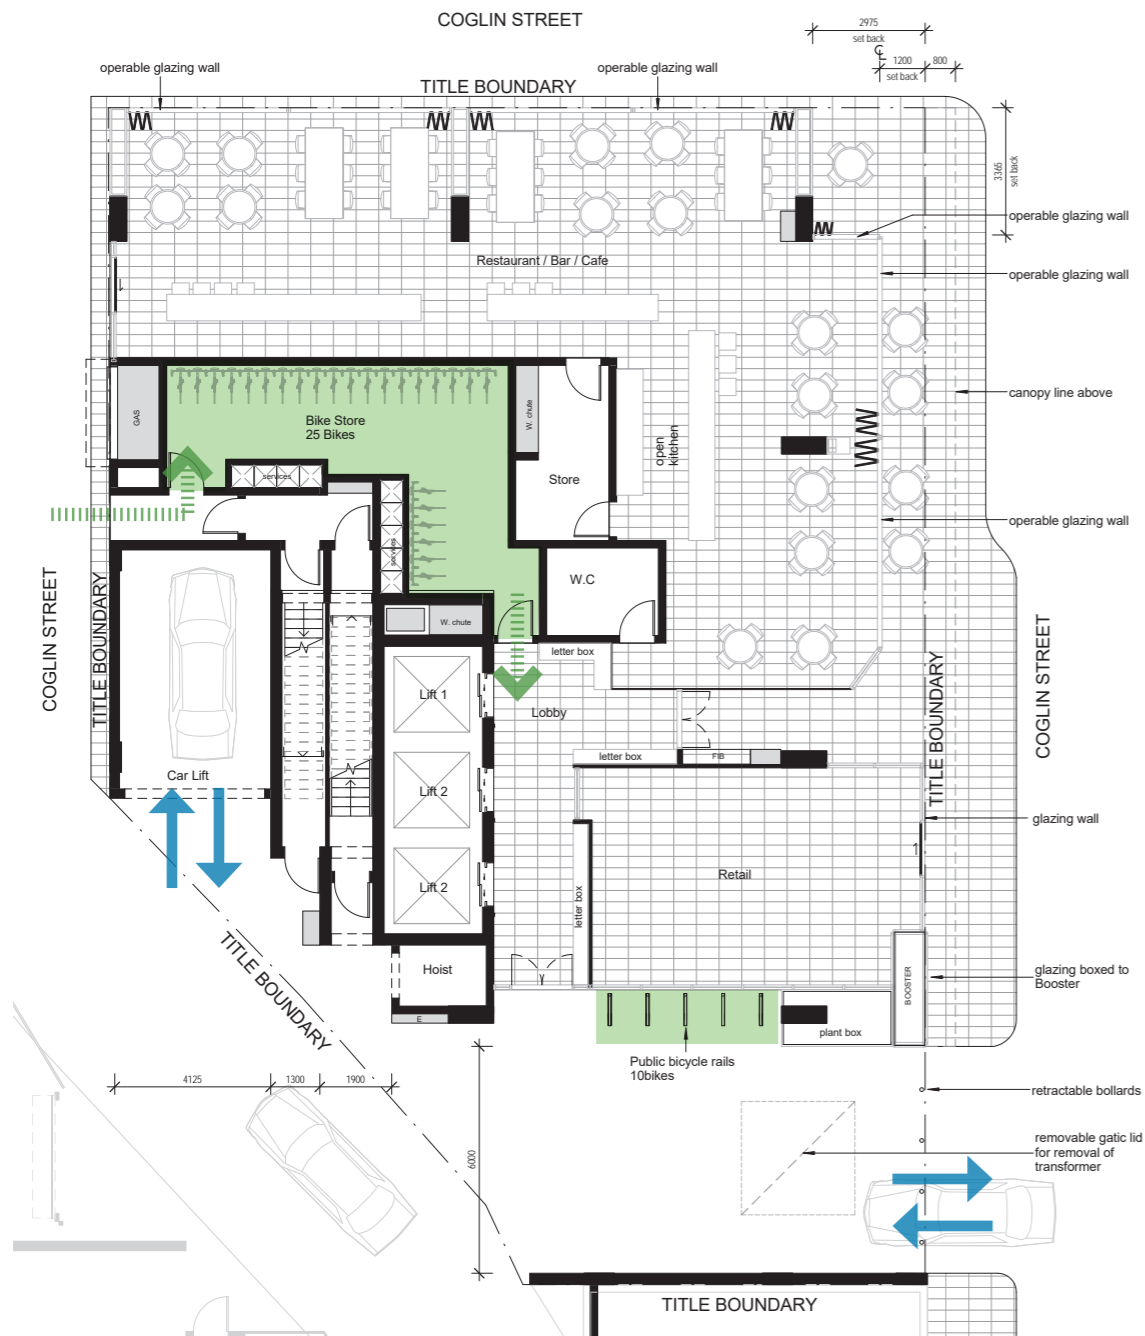 COGLIN STREET
2975
set back
CL
1200
800
set back
operable glazing wall
operable glazing wall
TITLE BOUNDARY
3365
set back
operable glazing wall
Restaurant / Bar / Cafe
operable glazing wall
canopy line above
GAS
Bike Store
25 Bikes
W. chute
open
kitchen
services
Store
operable glazing wall
services
COGLIN STREET
TITLE BOUNDARY
W.C
W. chute
letter box
COGLIN STREET
TITLE BOUNDARY
Lift 1
Lobby
letter box
FIB
Car Lift
Lift 2
glazing wall
Retail
Lift 2
letter box
TITLE BOUNDARY
Hoist
BOOSTER
glazing boxed to
Booster
E
plant box
Public bicycle rails
10bikes
4125
1300
1900
retractable bollards
6000
removable gatic lid
for removal of
transformer
TITLE BOUNDARY